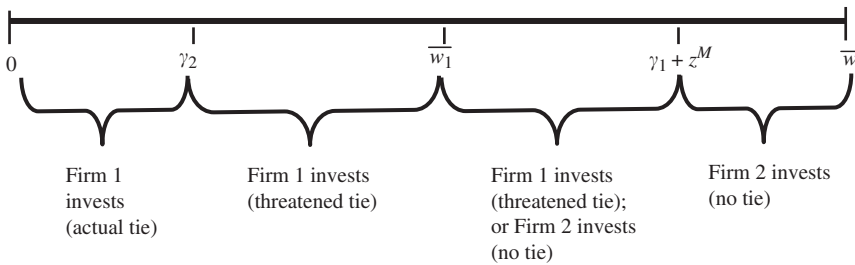 0 γ₂ w̅₁ γ₁ + zᴹ w̅
Firm 1
invests
(actual tie)
Firm 1 invests
(threatened tie)
Firm 1 invests
(threatened tie);
or Firm 2 invests
(no tie)
Firm 2 invests
(no tie)